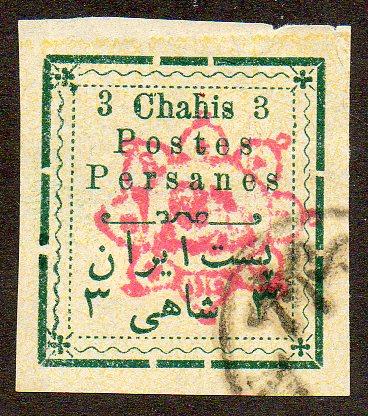 3 Chahis 3
Postes
Persanes
پست ایران
۳ شاهی ۳